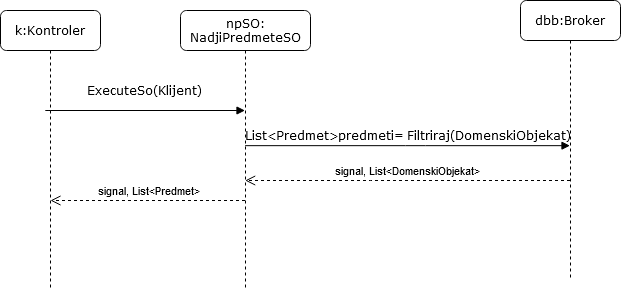 k:Kontroler
npSO:
NadjiPredmeteSO
dbb:Broker
ExecuteSo(Klijent)
List<Predmet>predmeti= Filtriraj(DomenskiObjekat)
signal, List<DomenskiObjekat>
signal, List<Predmet>